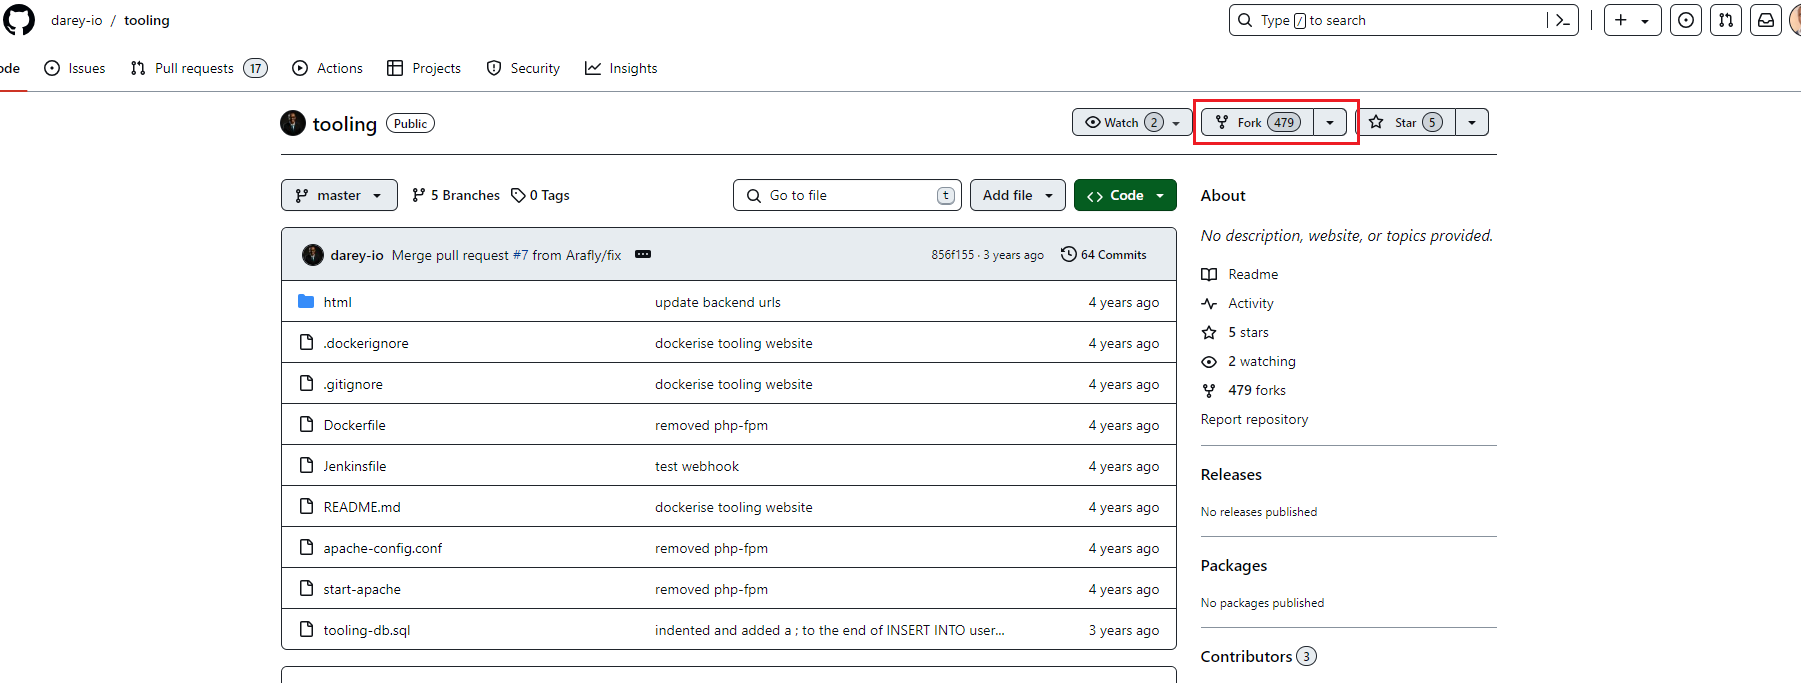 darey-io / tooling
Type / to search
ode Issues Pull requests 17 Actions Projects Security Insights
tooling Public
Watch 2 Fork 479 Star 5
master 5 Branches 0 Tags Go to file t Add file Code
darey-io Merge pull request #7 from Arafly/fix 856f155 · 3 years ago 64 Commits
html update backend urls 4 years ago
.dockerignore dockerise tooling website 4 years ago
.gitignore dockerise tooling website 4 years ago
Dockerfile removed php-fpm 4 years ago
Jenkinsfile test webhook 4 years ago
README.md dockerise tooling website 4 years ago
apache-config.conf removed php-fpm 4 years ago
start-apache removed php-fpm 4 years ago
tooling-db.sql indented and added a ; to the end of INSERT INTO user... 3 years ago
About
No description, website, or topics provided.
Readme
Activity
5 stars
2 watching
479 forks
Report repository
Releases
No releases published
Packages
No packages published
Contributors 3